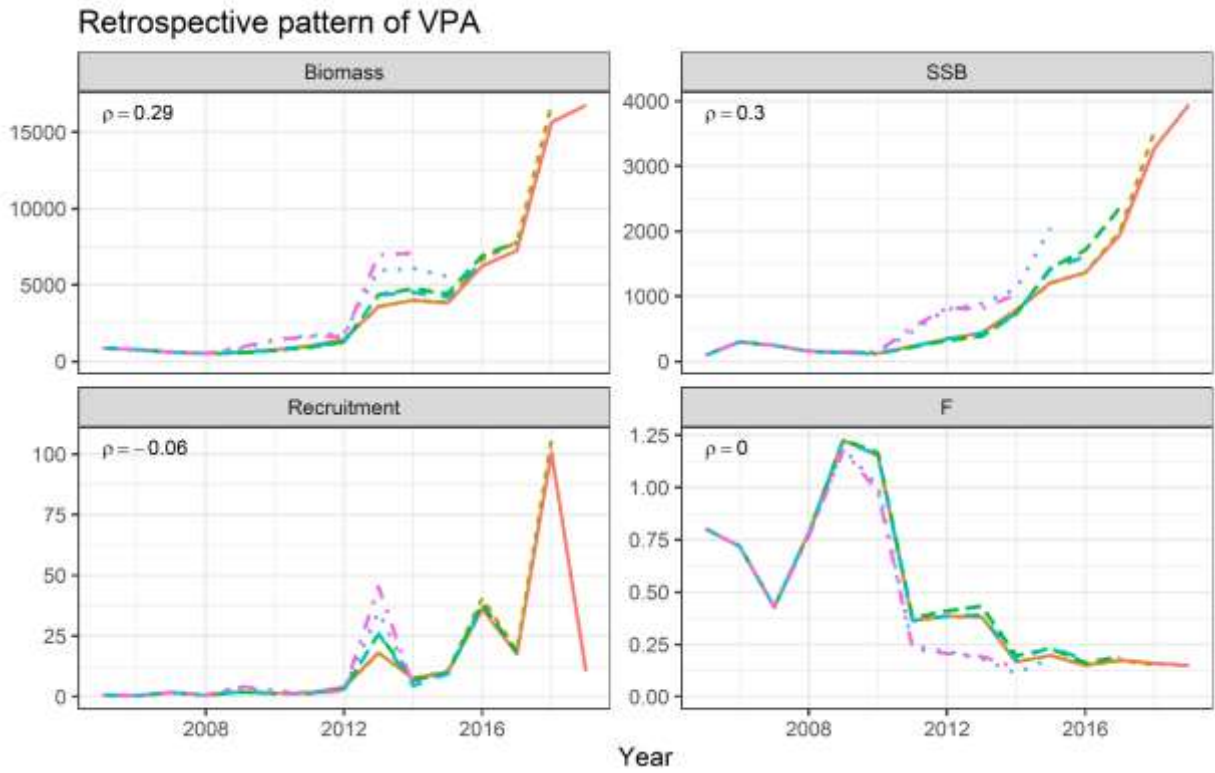 Retrospective pattern of VPA
Biomass
SSB
ρ = 0.29
15000
10000
5000
0
ρ = 0.3
4000
3000
2000
1000
0
Recruitment
F
ρ = −0.06
100
75
50
25
0
ρ = 0
1.25
1.00
0.75
0.50
0.25
0.00
2008 2012 2016
2008 2012 2016
Year